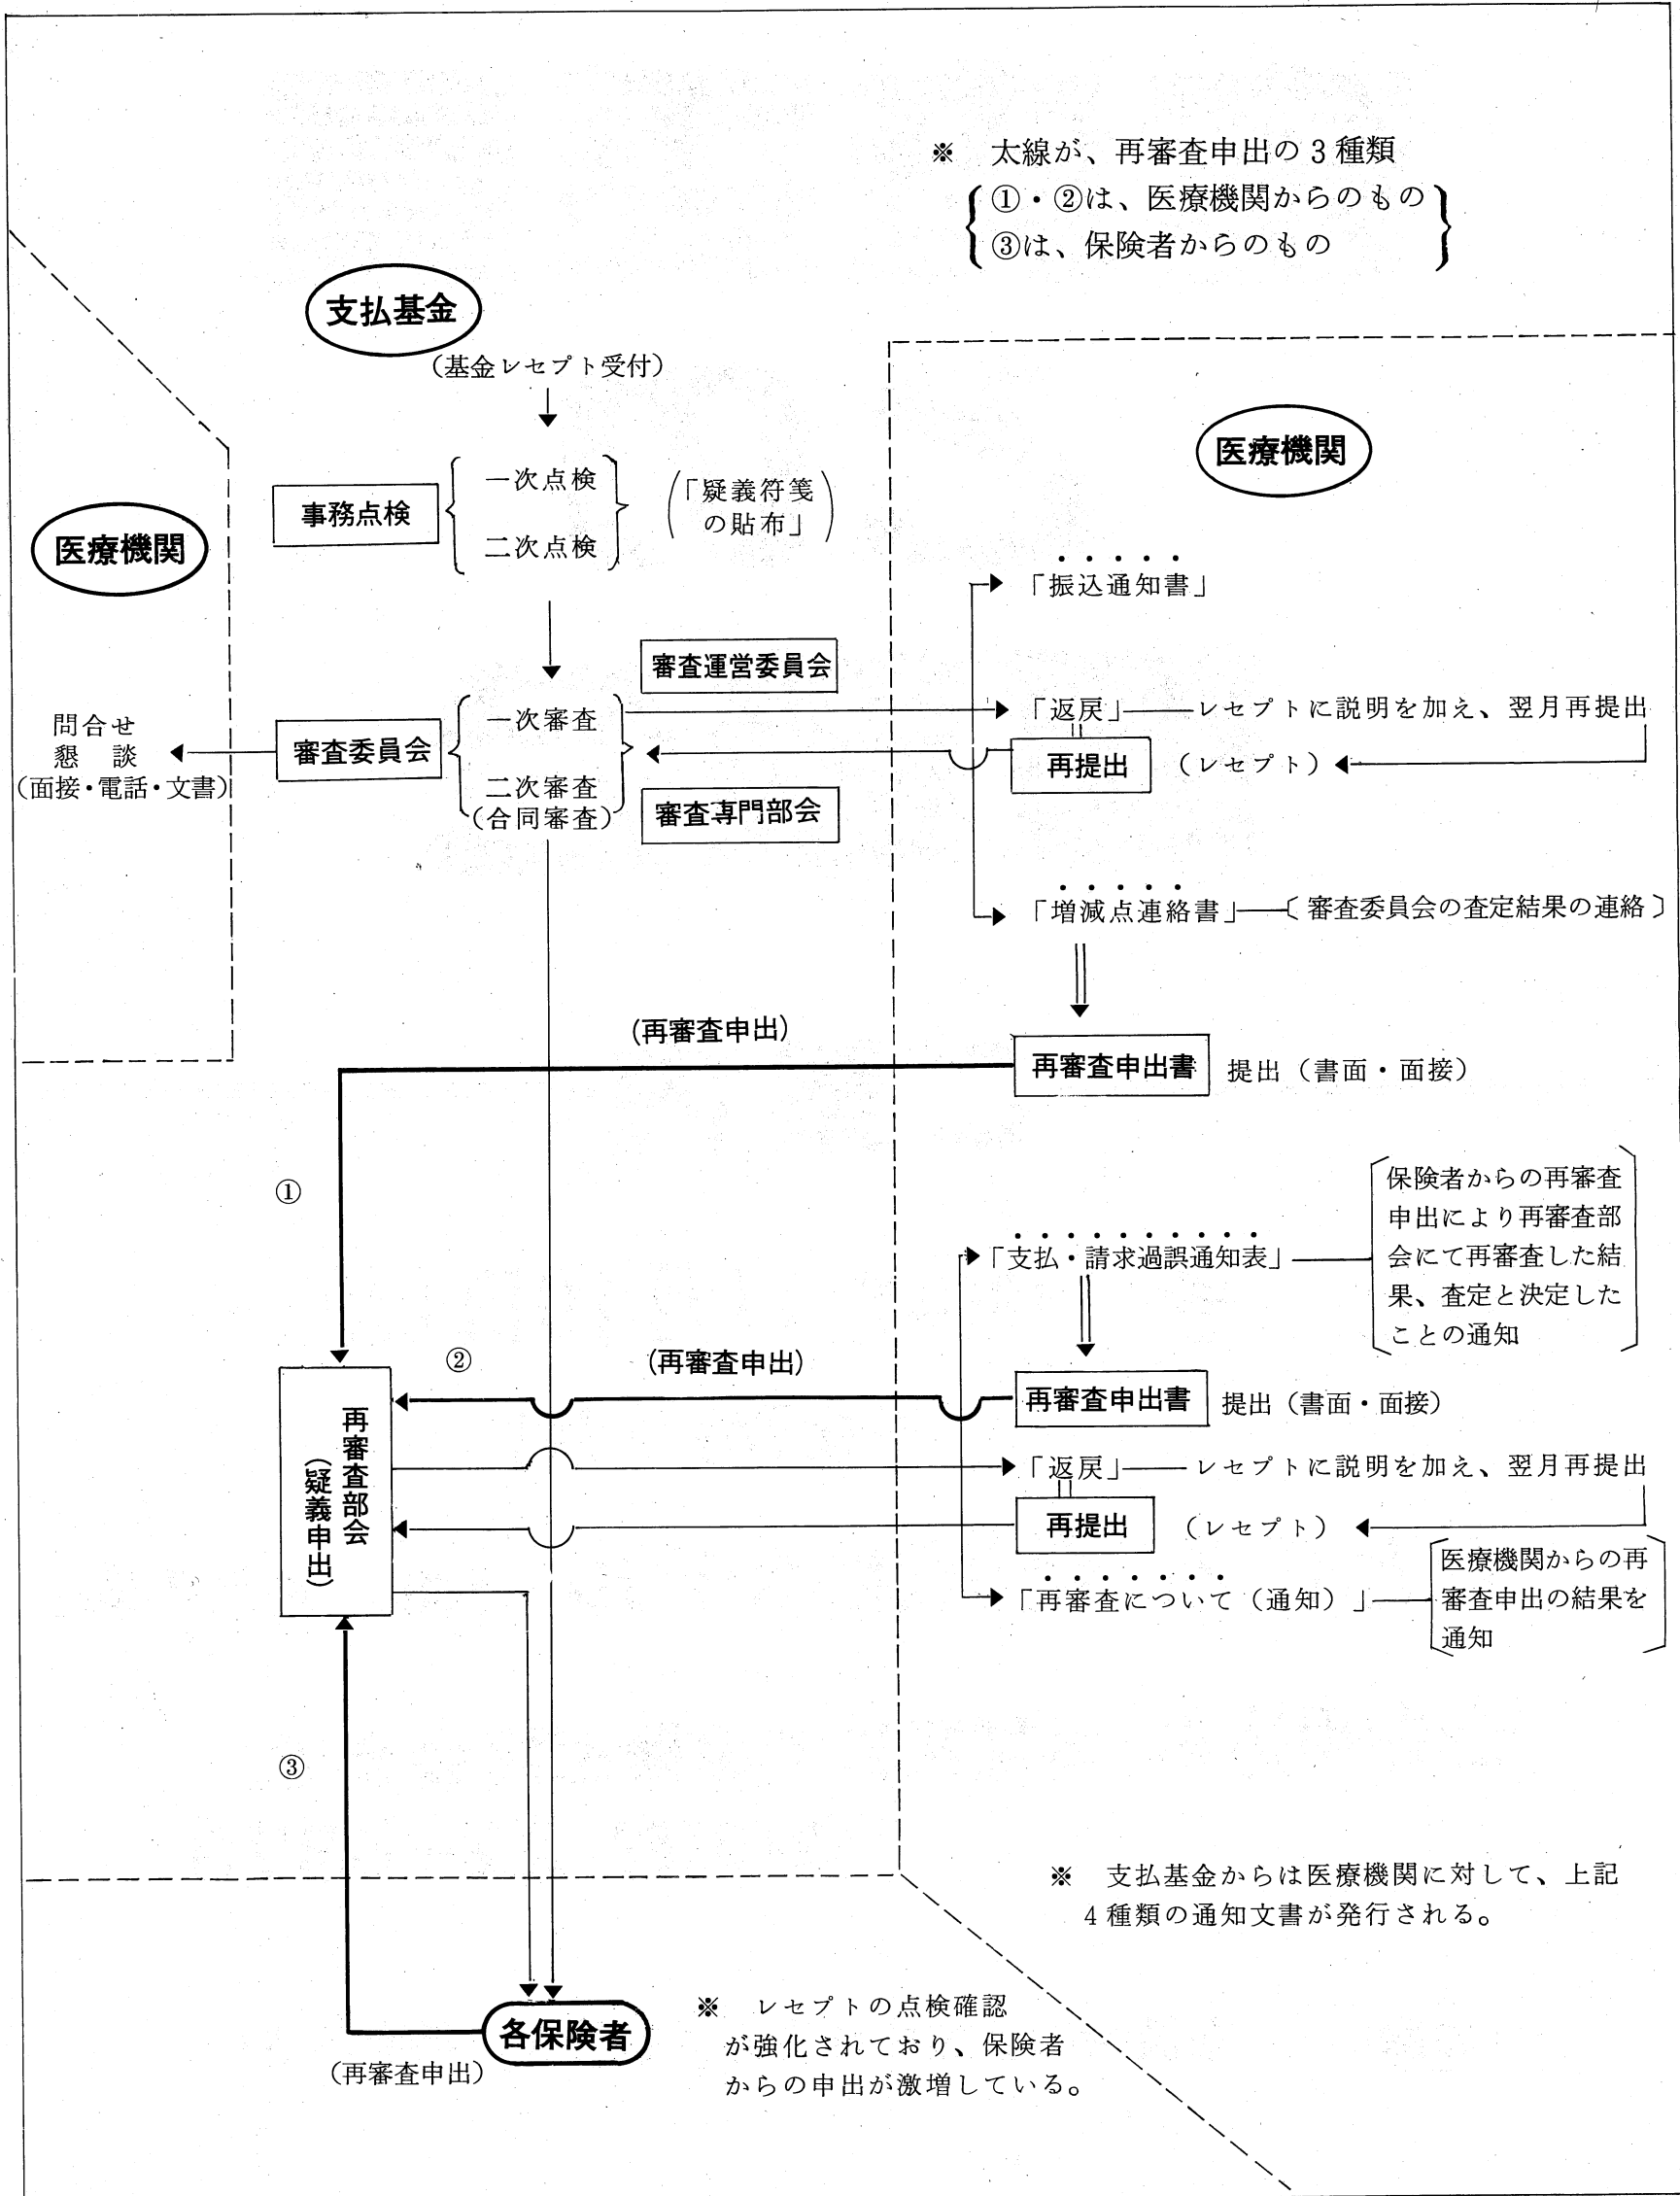 ※　太線が、再審査申出の3種類
①・②は、医療機関からのもの
③は、保険者からのもの
支払基金
(基金レセプト受付)
医療機関
事務点検
一次点検
二次点検
(「疑義符箋
の貼布」)
医療機関
「振込通知書」
審査運営委員会
審査委員会
一次審査
二次審査
(合同審査)
審査専門部会
問合せ
懇　談
(面接・電話・文書)
「返戻」 レセプトに説明を加え、翌月再提出
再提出 (レセプト)
「増減点連絡書」〔審査委員会の査定結果の連絡〕
(再審査申出)
再審査申出書 提出(書面・面接)
①
「支払・請求過誤通知表」
保険者からの再審査
申出により再審査部
会にて再審査した結
果、査定と決定した
ことの通知
②
(再審査申出)
再審査申出書 提出(書面・面接)
再審査部会
(疑義申出)
「返戻」 レセプトに説明を加え、翌月再提出
再提出 (レセプト)
「再審査について(通知)」
医療機関からの再
審査申出の結果を
通知
③
※　支払基金からは医療機関に対して、上記
4種類の通知文書が発行される。
各保険者
(再審査申出)
※　レセプトの点検確認
が強化されており、保険者
からの申出が激増している。